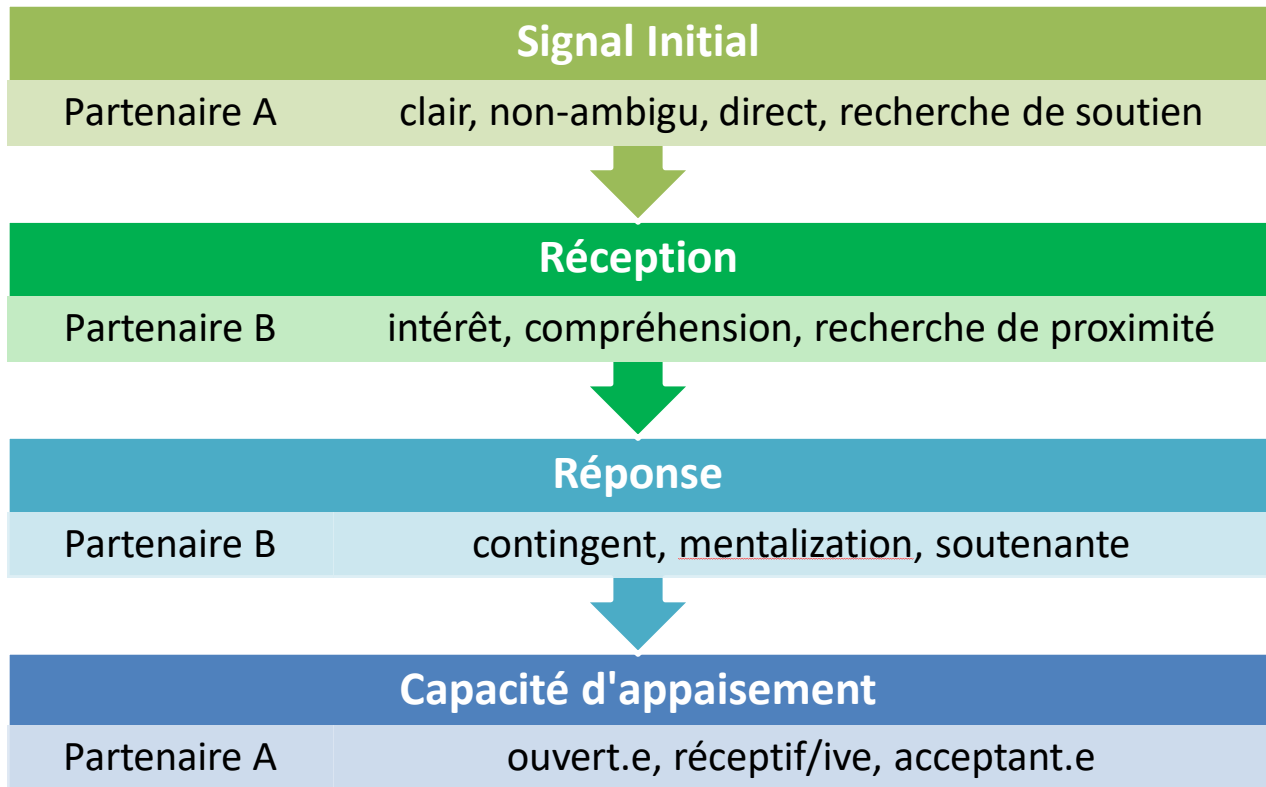 Signal Initial
Partenaire A clair, non-ambigu, direct, recherche de soutien
Réception
Partenaire B intérêt, compréhension, recherche de proximité
Réponse
Partenaire B contingent, mentalization, soutenante
Capacité d'appaisement
Partenaire A ouvert.e, réceptif/ive, acceptant.e